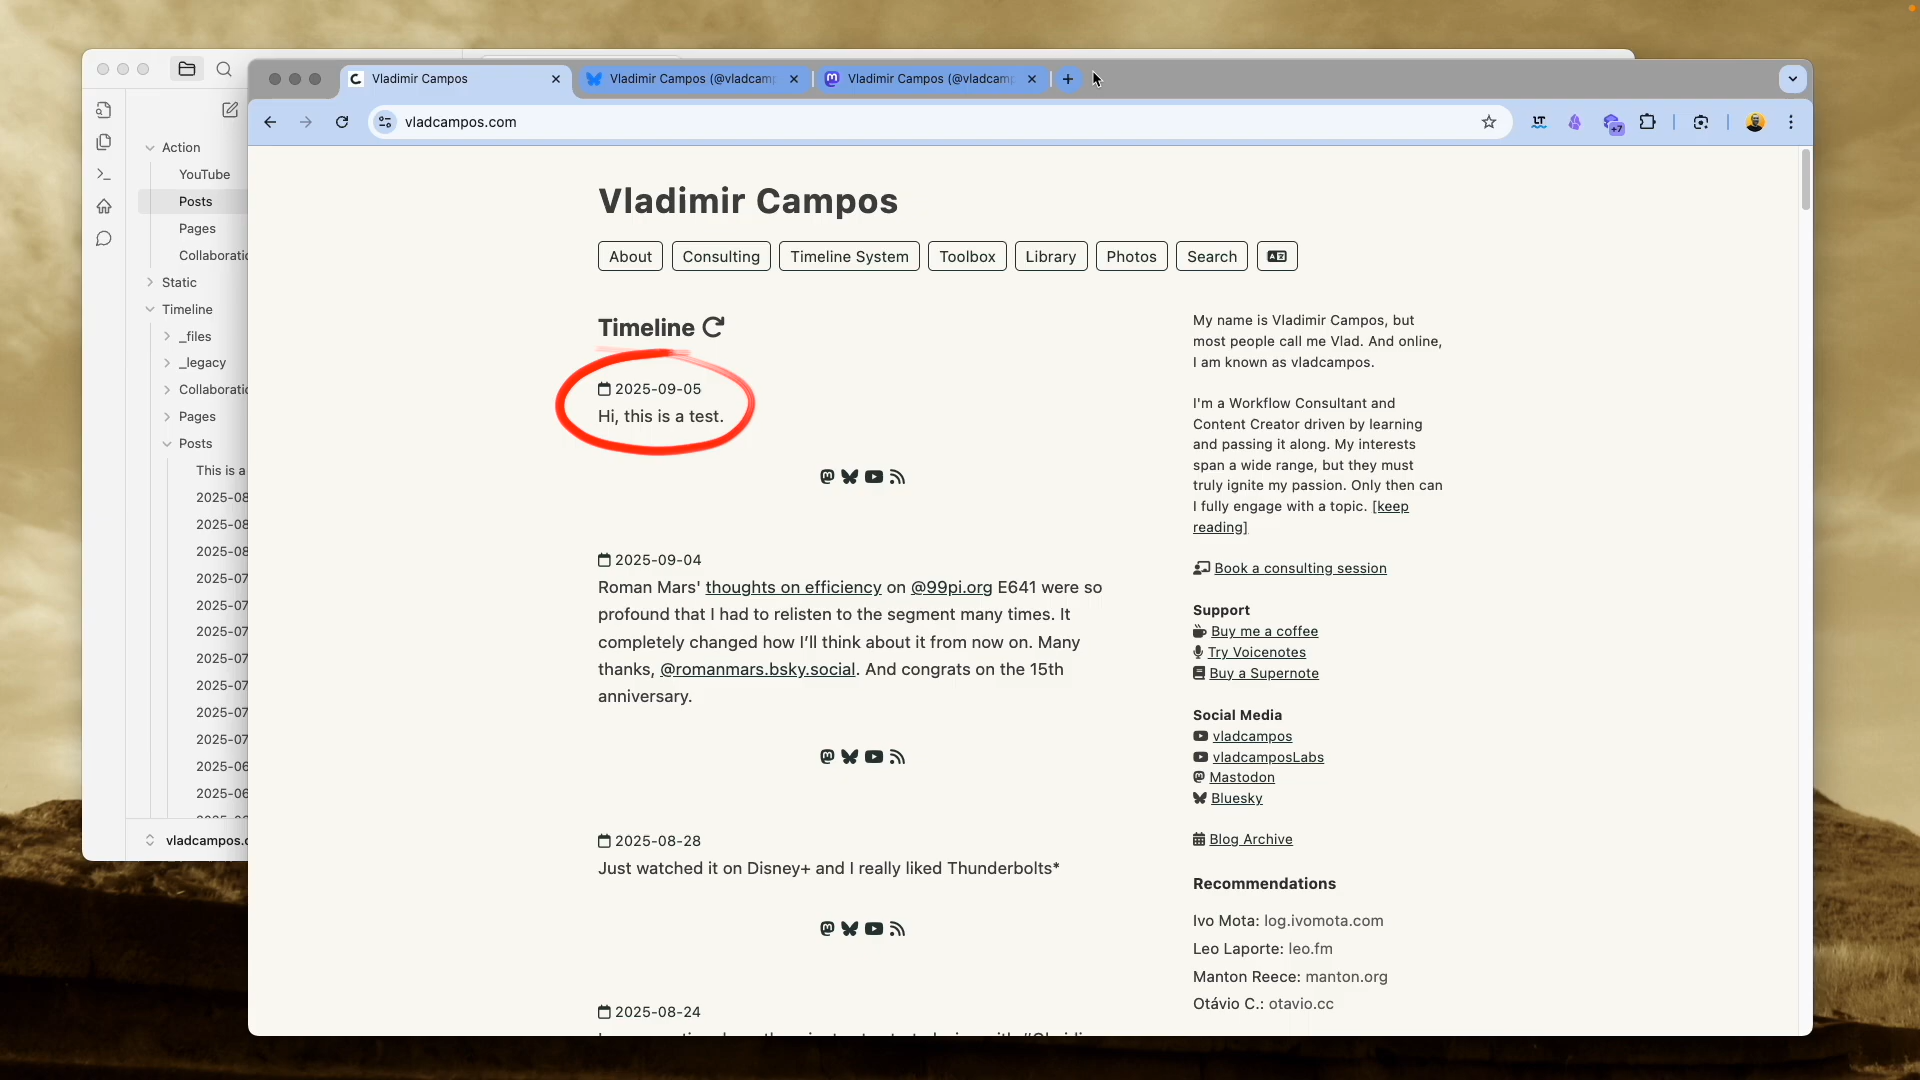 Vladimir Campos
Vladimir Campos (@vladcamp
Vladimir Campos (@vladcamp
vladcampos.com
LT
+7
Action
YouTube
Posts
Pages
Collaboratio
Static
Timeline
_files
_legacy
Collaboratio
Pages
Posts
This is a
2025-08
2025-08
2025-08
2025-07
2025-07
2025-07
2025-07
2025-07
2025-07
2025-07
2025-06
2025-06
vladcampos.c
Vladimir Campos
About
Consulting
Timeline System
Toolbox
Library
Photos
Search
Timeline
2025-09-05
Hi, this is a test.
2025-09-04
Roman Mars' thoughts on efficiency on @99pi.org E641 were so
profound that I had to relisten to the segment many times. It
completely changed how I’ll think about it from now on. Many
thanks, @romanmars.bsky.social. And congrats on the 15th
anniversary.
2025-08-28
Just watched it on Disney+ and I really liked Thunderbolts*
2025-08-24
My name is Vladimir Campos, but
most people call me Vlad. And online,
I am known as vladcampos.
I'm a Workflow Consultant and
Content Creator driven by learning
and passing it along. My interests
span a wide range, but they must
truly ignite my passion. Only then can
I fully engage with a topic. [keep
reading]
Book a consulting session
Support
Buy me a coffee
Try Voicenotes
Buy a Supernote
Social Media
vladcampos
vladcamposLabs
Mastodon
Bluesky
Blog Archive
Recommendations
Ivo Mota: log.ivomota.com
Leo Laporte: leo.fm
Manton Reece: manton.org
Otávio C.: otavio.cc